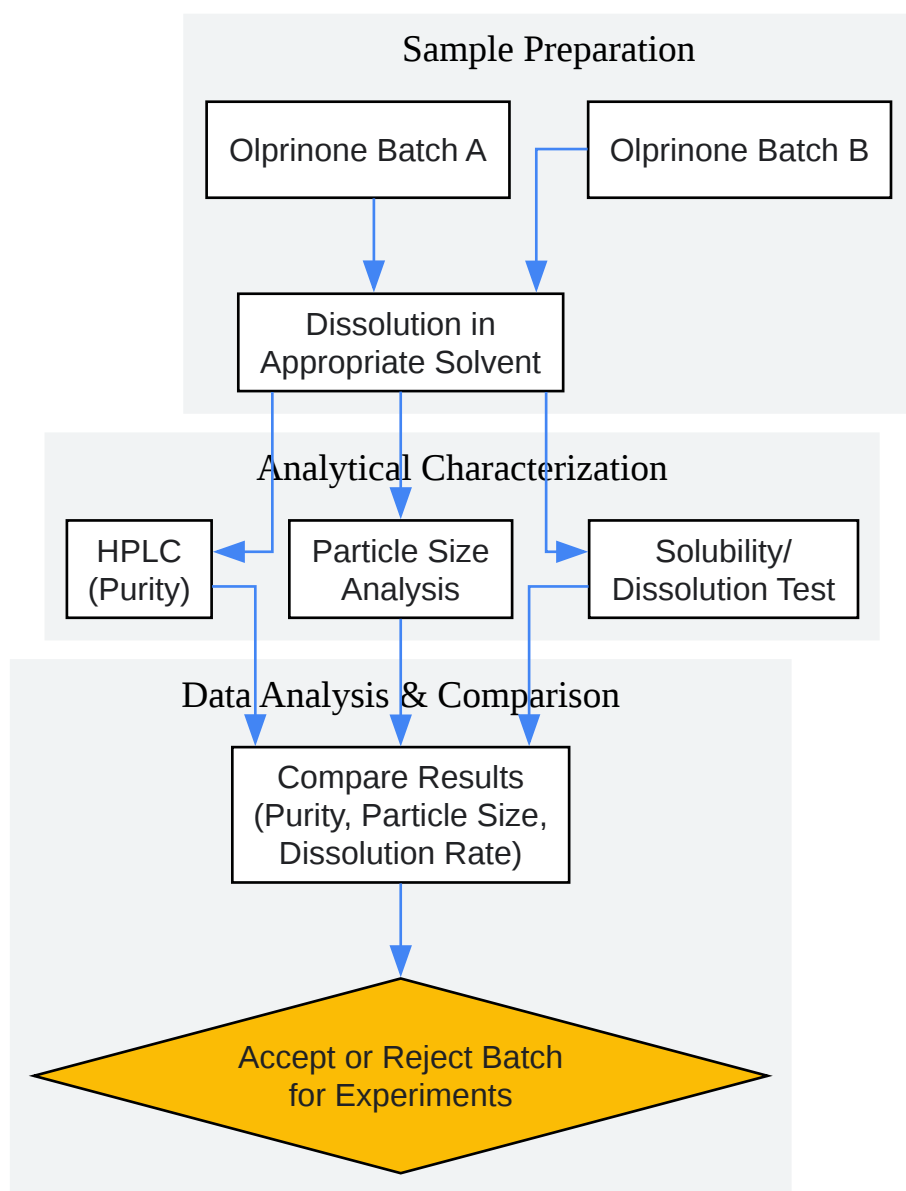 Sample Preparation
Olprinone Batch A
Olprinone Batch B
Dissolution in
Appropriate Solvent
Analytical Characterization
HPLC
(Purity)
Particle Size
Analysis
Solubility/
Dissolution Test
Data Analysis & Comparison
Compare Results
(Purity, Particle Size,
Dissolution Rate)
Accept or Reject Batch
for Experiments